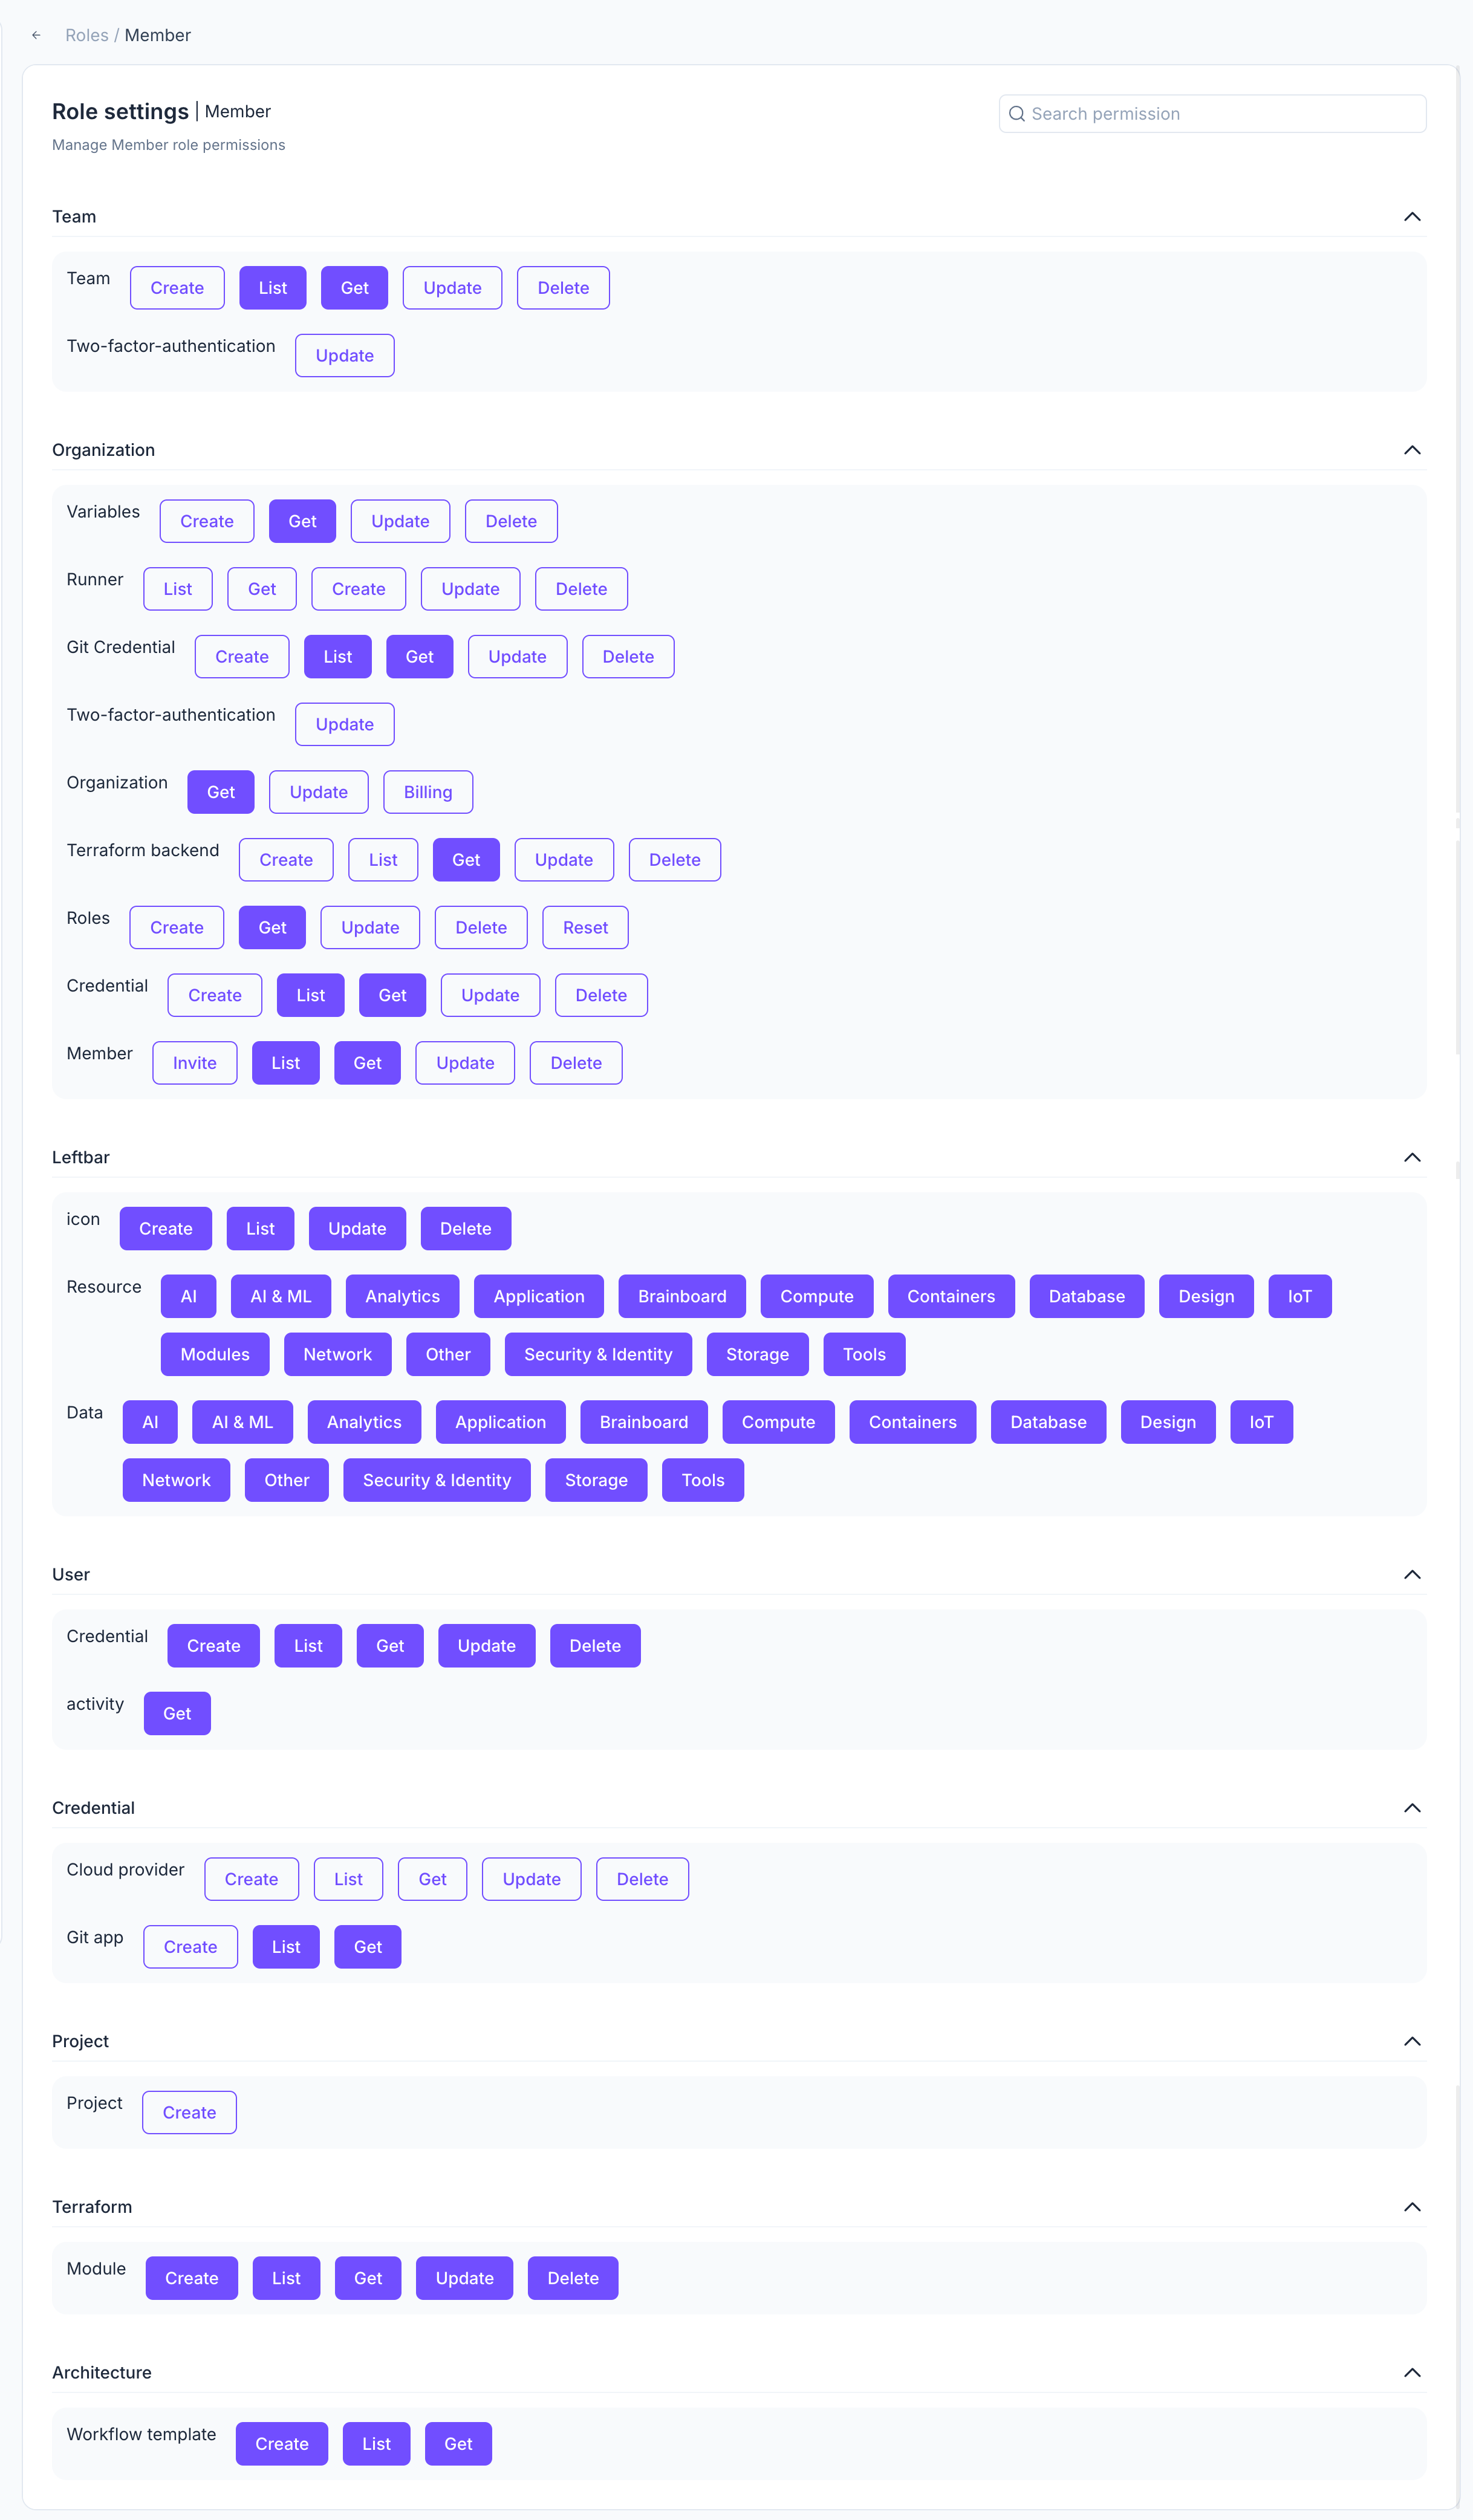 Roles / Member
Role settings | Member
Search permission
Manage Member role permissions
Team
Team Create List Get Update Delete
Two-factor-authentication Update
Organization
Variables Create Get Update Delete
Runner List Get Create Update Delete
Git Credential Create List Get Update Delete
Two-factor-authentication Update
Organization Get Update Billing
Terraform backend Create List Get Update Delete
Roles Create Get Update Delete Reset
Credential Create List Get Update Delete
Member Invite List Get Update Delete
Leftbar
icon Create List Update Delete
Resource AI AI & ML Analytics Application Brainboard Compute Containers Database Design IoT
Modules Network Other Security & Identity Storage Tools
Data AI AI & ML Analytics Application Brainboard Compute Containers Database Design IoT
Network Other Security & Identity Storage Tools
User
Credential Create List Get Update Delete
activity Get
Credential
Cloud provider Create List Get Update Delete
Git app Create List Get
Project
Project Create
Terraform
Module Create List Get Update Delete
Architecture
Workflow template Create List Get